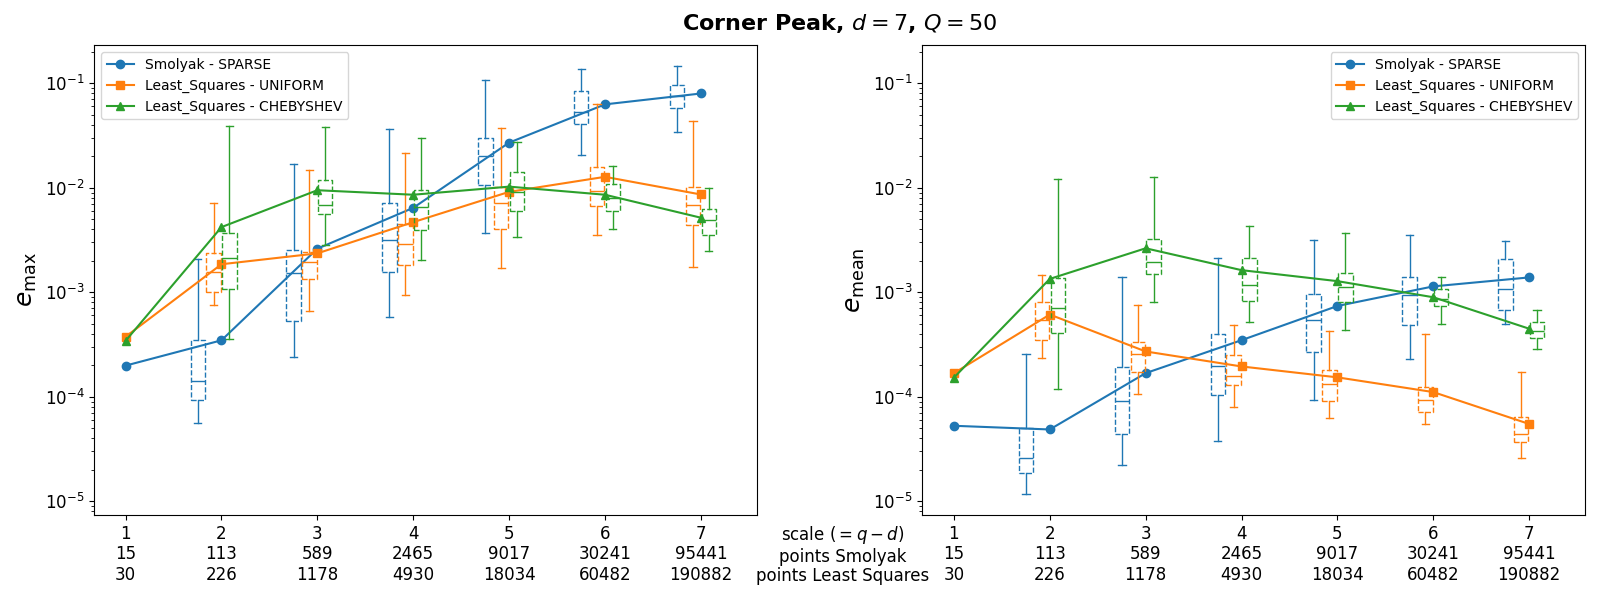 Corner Peak, d = 7, Q = 50
Smolyak - SPARSE
Least_Squares - UNIFORM
Least_Squares - CHEBYSHEV
e_max
10^−1
10^−2
10^−3
10^−4
10^−5
1 2 3 4 5 6 7
15 113 589 2465 9017 30241 95441
30 226 1178 4930 18034 60482 190882
scale (= q − d)
points Smolyak
points Least Squares
Smolyak - SPARSE
Least_Squares - UNIFORM
Least_Squares - CHEBYSHEV
e_mean
10^−1
10^−2
10^−3
10^−4
10^−5
1 2 3 4 5 6 7
15 113 589 2465 9017 30241 95441
30 226 1178 4930 18034 60482 190882